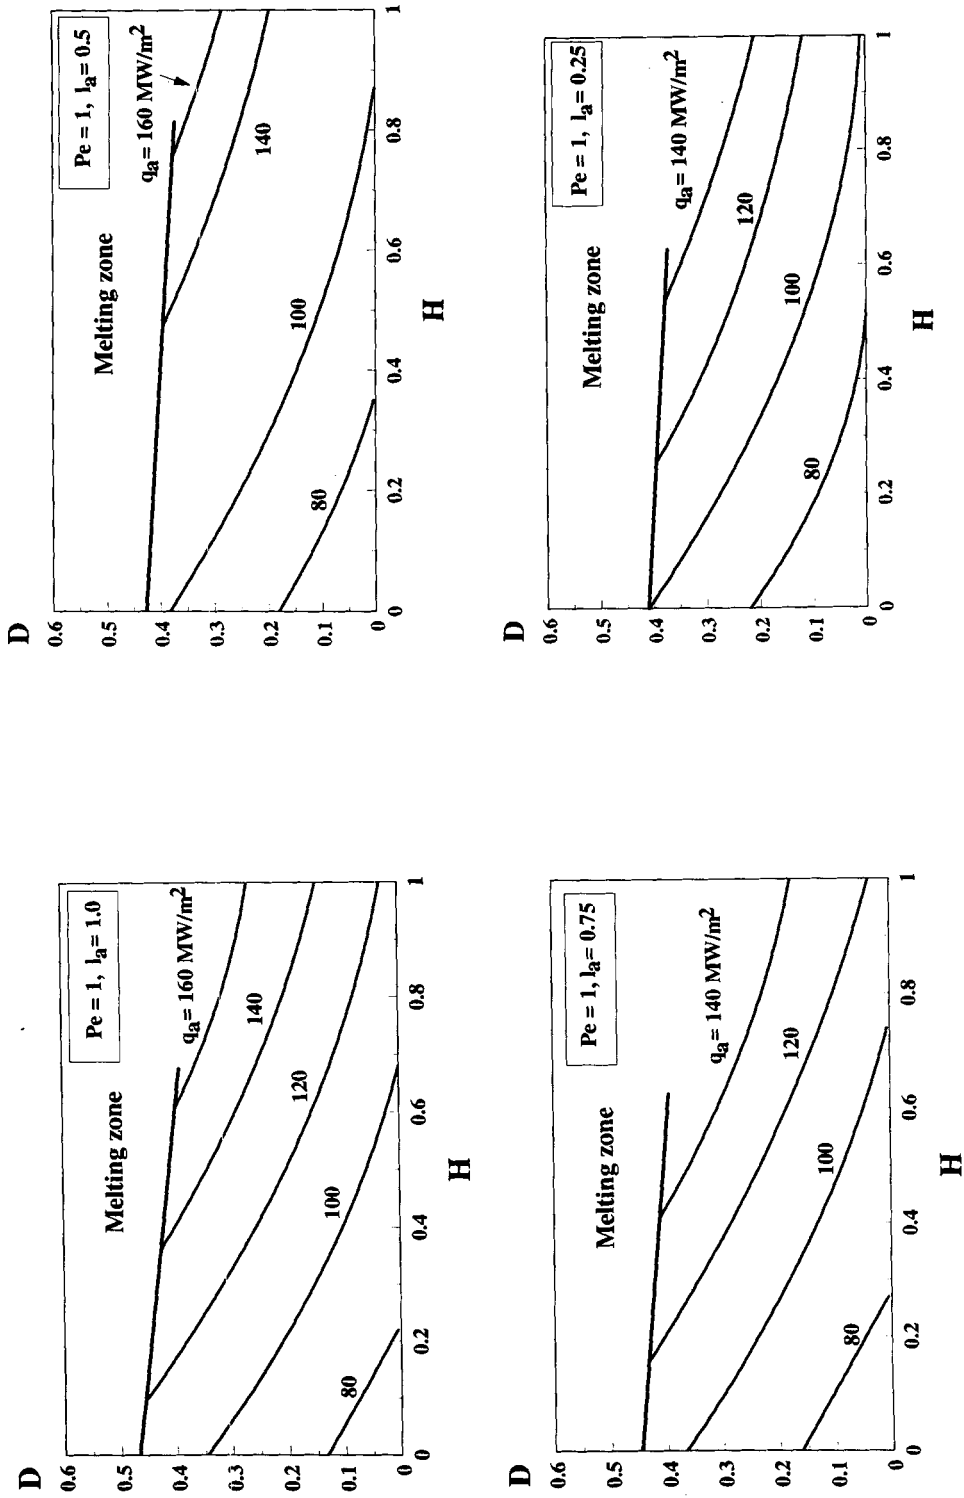 D
0.6
0.5
0.4
0.3
0.2
0.1
0
Pe = 1, la = 1.0
Melting zone
qa = 160 MW/m2
140
120
100
80
0 0.2 0.4 0.6 0.8 1
H
D
0.6
0.5
0.4
0.3
0.2
0.1
0
Pe = 1, la = 0.5
Melting zone
qa = 160 MW/m2
140
100
80
0 0.2 0.4 0.6 0.8 1
H
D
0.6
0.5
0.4
0.3
0.2
0.1
0
Pe = 1, la = 0.75
Melting zone
qa = 140 MW/m2
120
100
80
0 0.2 0.4 0.6 0.8 1
H
D
0.6
0.5
0.4
0.3
0.2
0.1
0
Pe = 1, la = 0.25
Melting zone
qa = 140 MW/m2
120
100
80
0 0.2 0.4 0.6 0.8 1
H